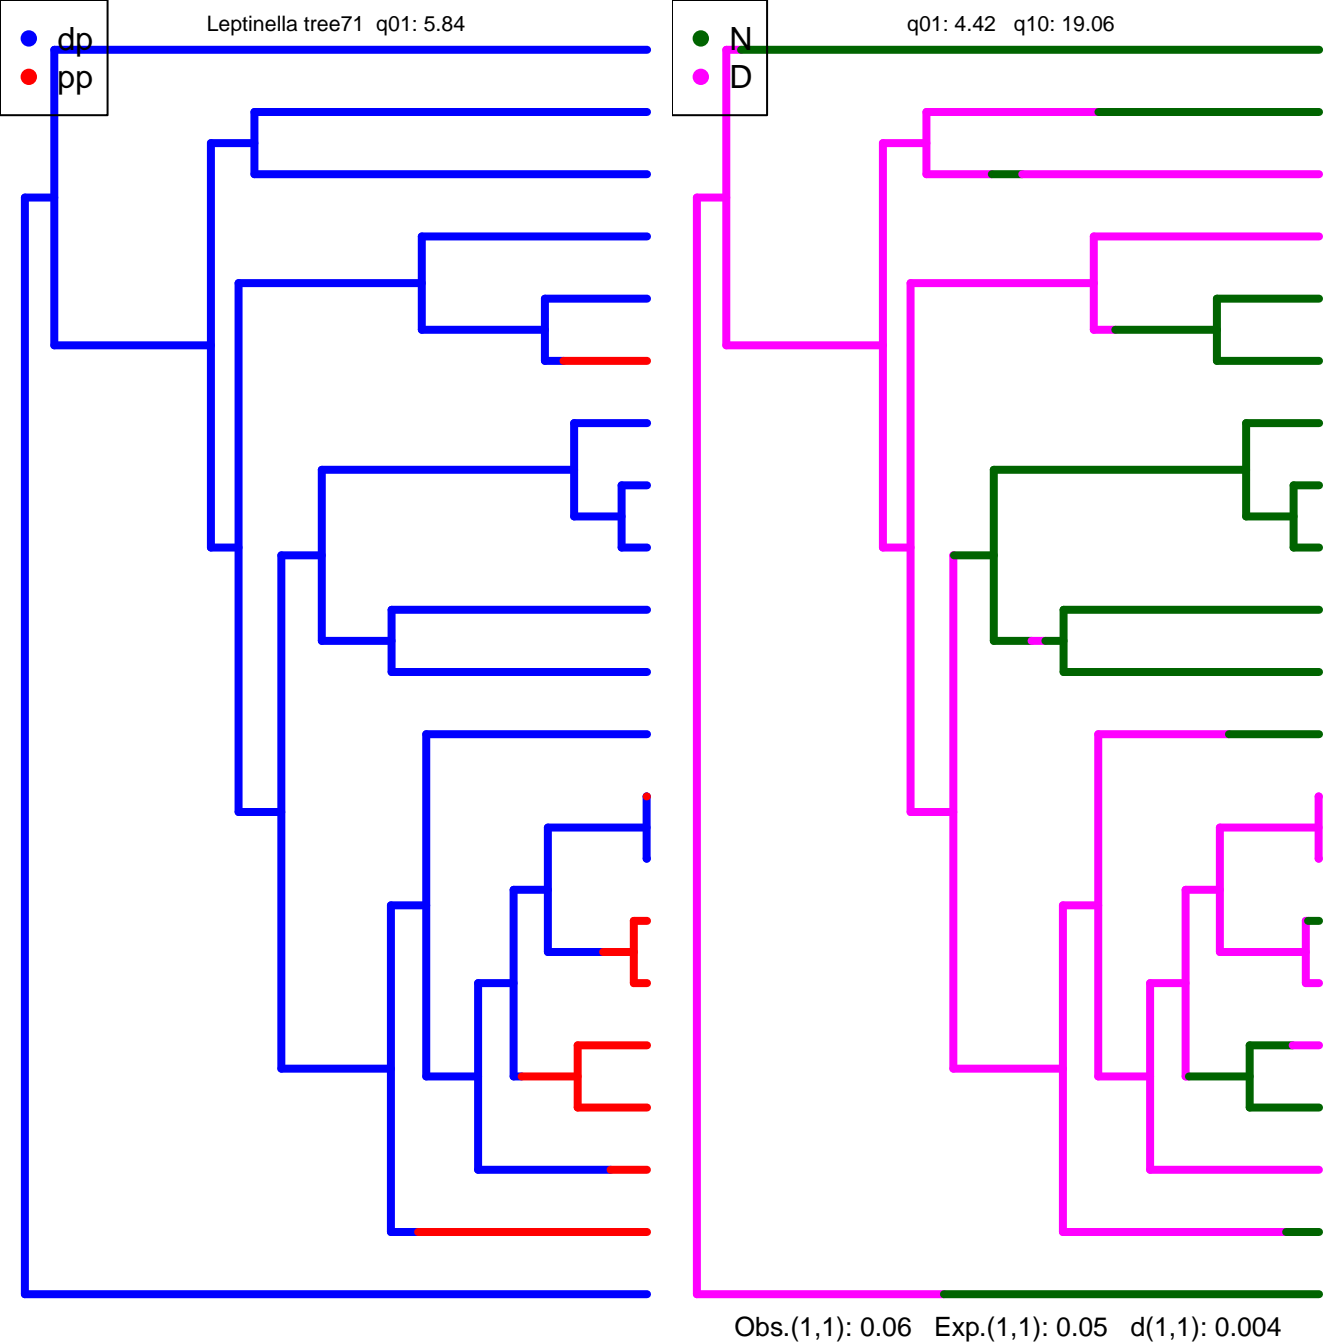 Leptinella tree71 q01: 5.84
dp
pp
q01: 4.42 q10: 19.06
N
D
Obs.(1,1): 0.06 Exp.(1,1): 0.05 d(1,1): 0.004